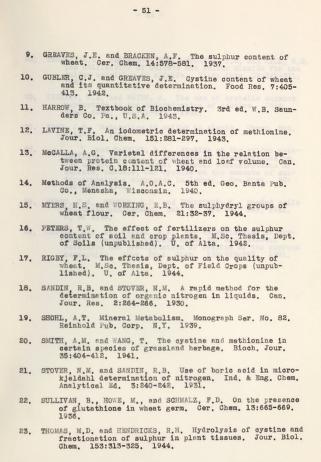 - 51 -
9. GREAVES, J.E. and BRACKEN, A.F. The sulphur content of
wheat. Cer. Chem. 14:578-581. 1937.
10. GUBLER, C.J. and GREAVES, J.E. Cystine content of wheat
and its quantitative determination. Food Res. 7:405-
413. 1942.
11. HARROW, B. Textbook of Biochemistry. 3rd ed. W.B. Saun-
ders Co. Pa., U.S.A. 1943.
12. LAVINE, T.F. An iodometric determination of methionine.
Jour. Biol. Chem. 151:281-297. 1943.
13. McCALLA, A.G. Varietal differences in the relation be-
tween protein content of wheat and loaf volume. Can.
Jour. Res. C.18:111-121. 1940.
14. Methods of Analysis. A.O.A.C. 5th ed, Geo. Banta Pub.
Co., Menasha, Wisconsin. 1940.
15. MYERS, M.S. and WORKING, E.B. The sulphydryl groups of
wheat flour. Cer. Chem. 21:32-37. 1944.
16. PETERS, T.W. The effect of fertilizers on the sulphur
content of soil and crop plants. M.Sc. Thesis, Dept.
of Soils (unpublished). U. of Alta. 1942.
17. RIGBY, F.L. The effects of sulphur on the quality of
wheat. M.Sc. Thesis, Dept. of Field Crops (unpub-
lished). U. of Alta. 1944.
18. SANDIN, R.B. and STOVER, N.M. A rapid method for the
determination of organic nitrogen in liquids. Can.
Jour. Res. 2:264-266. 1930.
19. SHOHL, A.T. Mineral Metabolism. Monograph Ser. No. 82,
Reinhold Pub. Corp. N.Y. 1939.
20. SMITH, A.M. and WANG, T. The cystine and methionine in
certain species of grassland herbage. Bioch. Jour.
35:404-412. 1941.
21. STOVER, N.M. and SANDIN, R.B. Use of boric acid in micro-
kjeldahl determination of nitrogen. Ind. & Eng. Chem.
Analytical Ed. 3:240-242. 1931.
22. SULLIVAN, B., HOWE, M., and SCHMALZ, F.D. On the presence
of glutathione in wheat germ. Cer. Chem. 13:665-669.
1936.
23. THOMAS, M.D. and HENDRICKS, R.H. Hydrolysis of cystine and
fractionation of sulphur in plant tissues. Jour. Biol.
Chem. 153:313-325. 1944.